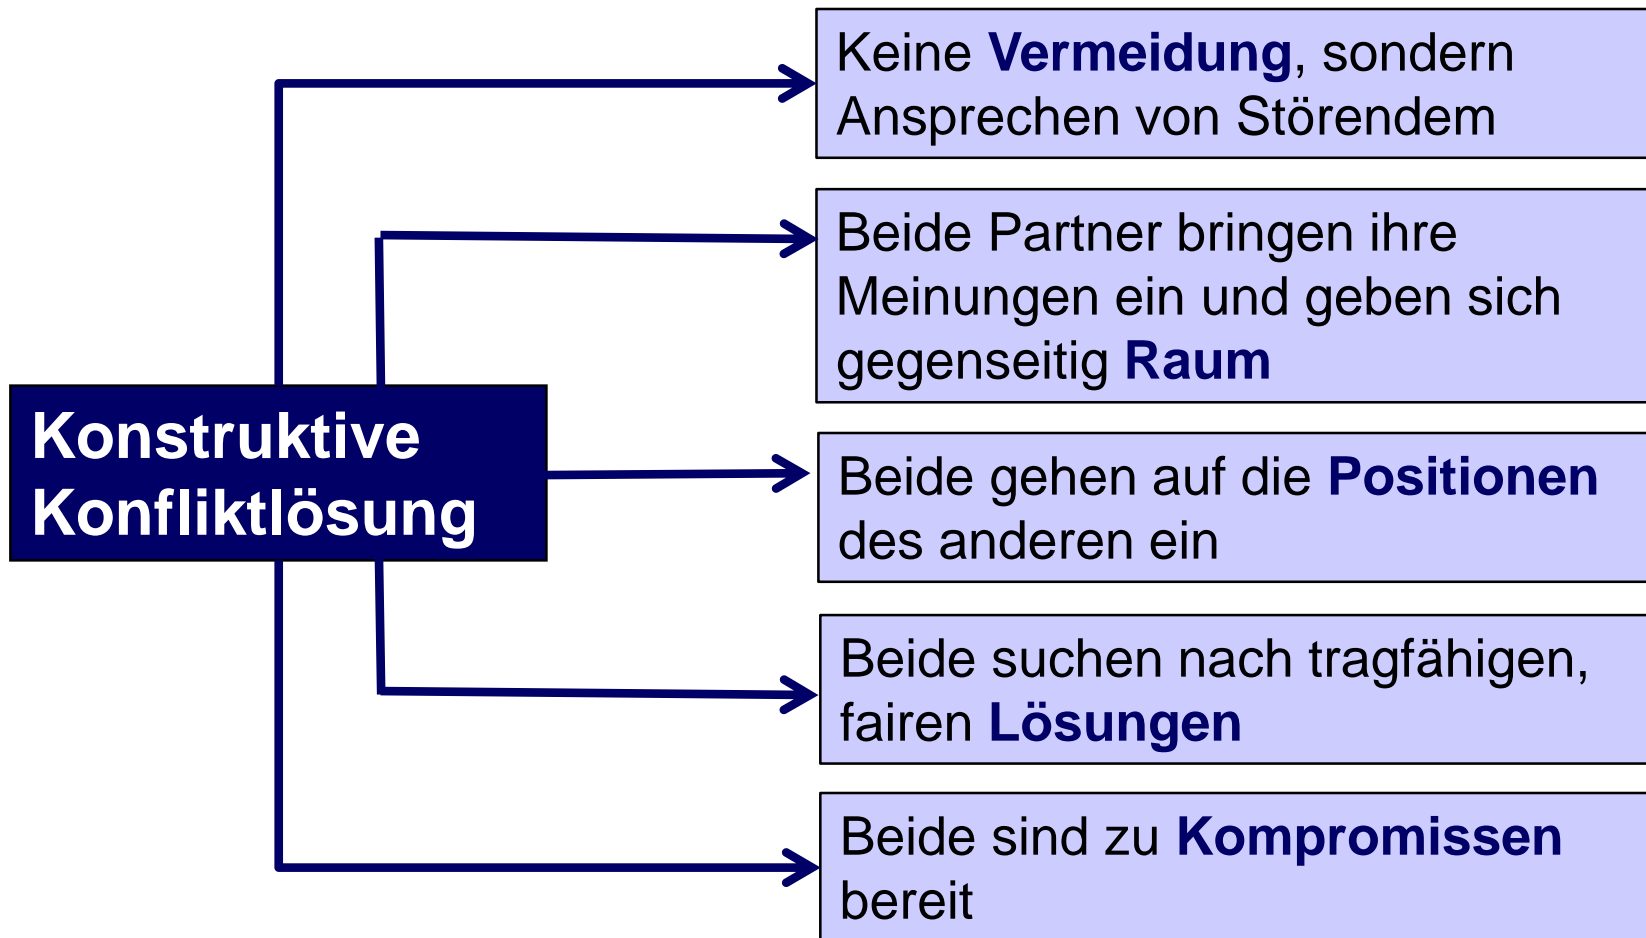 Keine Vermeidung, sondern
Ansprechen von Störendem
Beide Partner bringen ihre
Meinungen ein und geben sich
gegenseitig Raum
Konstruktive
Konfliktlösung
Beide gehen auf die Positionen
des anderen ein
Beide suchen nach tragfähigen,
fairen Lösungen
Beide sind zu Kompromissen
bereit